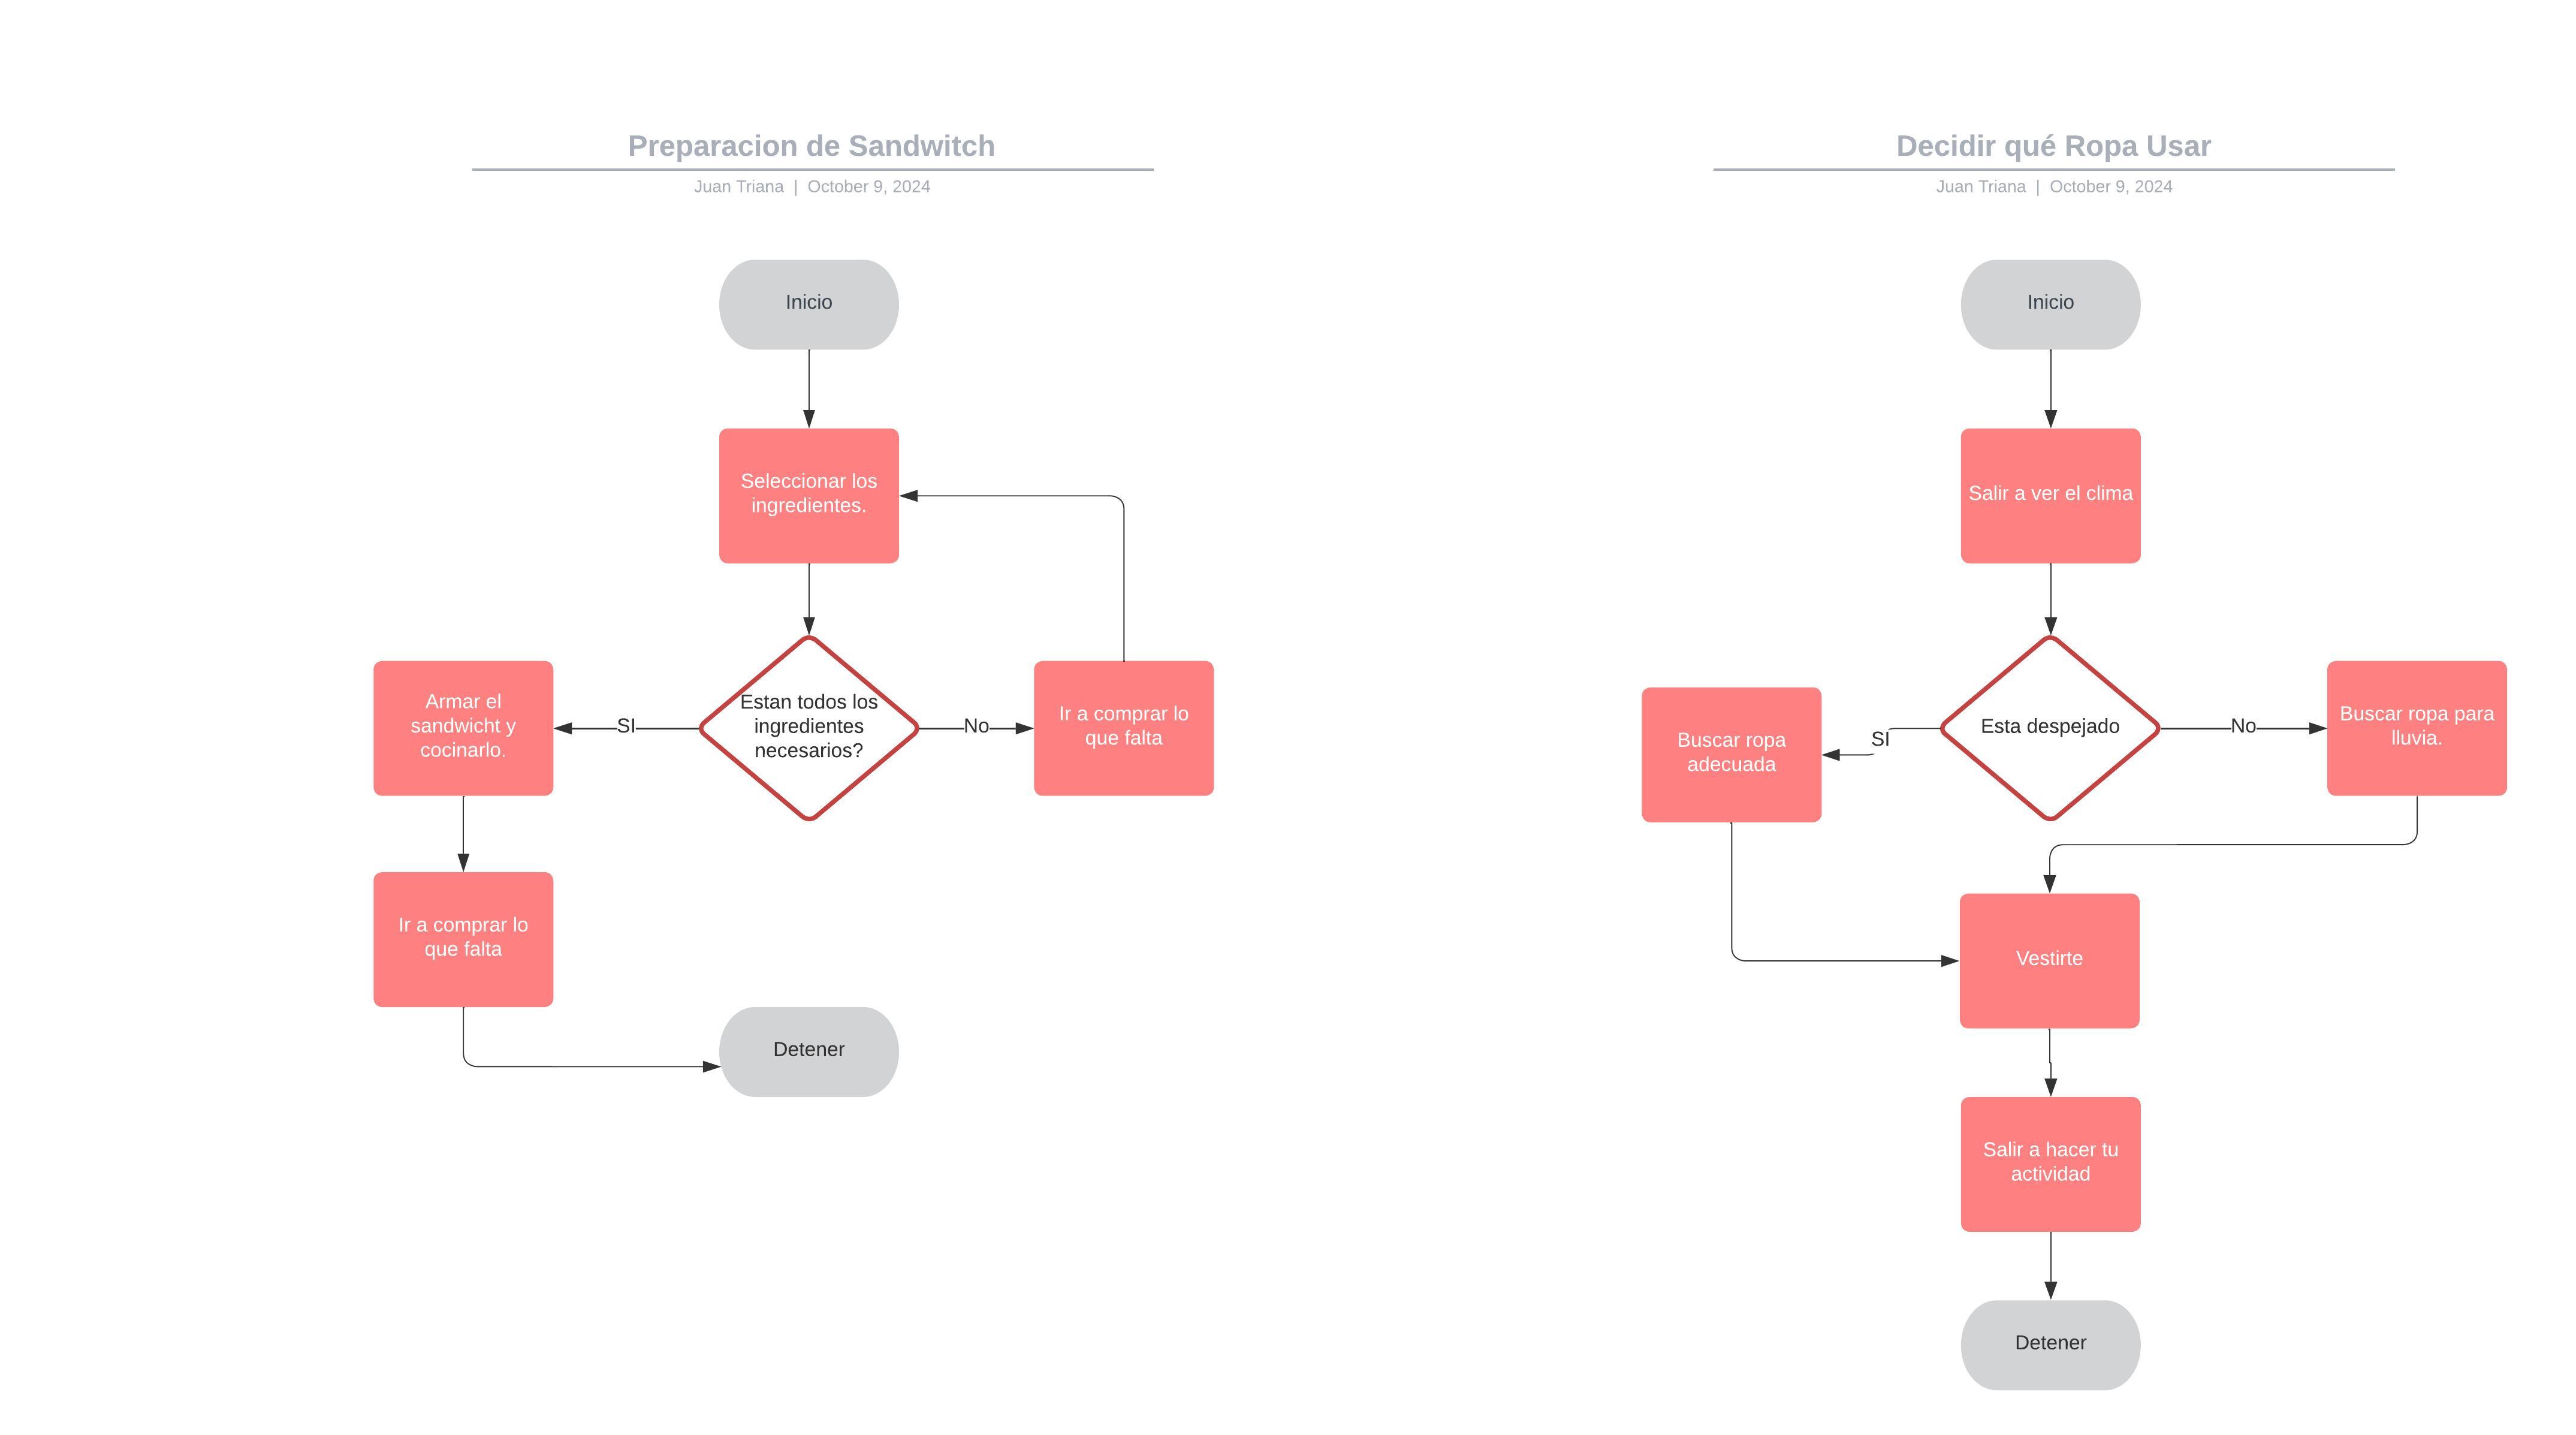 Preparacion de Sandwitch
Juan Triana | October 9, 2024
Inicio
Seleccionar los
ingredientes.
Estan todos los
ingredientes
necesarios?
SI
No
Armar el
sandwicht y
cocinarlo.
Ir a comprar lo
que falta
Ir a comprar lo
que falta
Detener
Decidir qué Ropa Usar
Juan Triana | October 9, 2024
Inicio
Salir a ver el clima
Esta despejado
SI
No
Buscar ropa
adecuada
Buscar ropa para
lluvia.
Vestirte
Salir a hacer tu
actividad
Detener